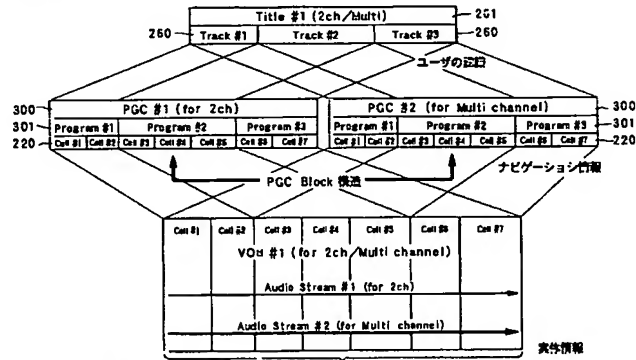 Title #1 (2ch/Multi)
201
260
Track #1
Track #2
Track #3
260
ユーザの認識
300
PGC #1 (for 2ch)
PGC #2 (for Multi channel)
300
301
Program #1
Program #2
Program #3
Program #1
Program #2
Program #3
301
220
Cell #1
Cell #2
Cell #3
Cell #4
Cell #5
Cell #6
Cell #7
Cell #1
Cell #2
Cell #3
Cell #4
Cell #5
Cell #6
Cell #7
220
PGC Block 構造
ナビゲーション情報
Cell #1
Cell #2
Cell #3
Cell #4
Cell #5
Cell #6
Cell #7
VOB #1 (for 2ch/Multi channel)
Audio Stream #1 (for 2ch)
Audio Stream #2 (for Multi channel)
実体情報